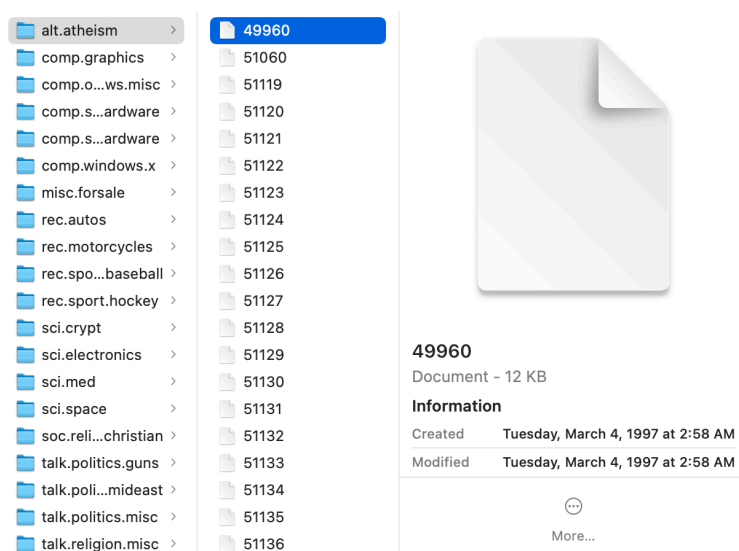 alt.atheism
comp.graphics
comp.o...ws.misc
comp.s...ardware
comp.s...ardware
comp.windows.x
misc.forsale
rec.autos
rec.motorcycles
rec.spo...baseball
rec.sport.hockey
sci.crypt
sci.electronics
sci.med
sci.space
soc.reli...christian
talk.politics.guns
talk.poli...mideast
talk.politics.misc
talk.religion.misc
49960
51060
51119
51120
51121
51122
51123
51124
51125
51126
51127
51128
51129
51130
51131
51132
51133
51134
51135
51136
49960
Document - 12 KB
Information
Created Tuesday, March 4, 1997 at 2:58 AM
Modified Tuesday, March 4, 1997 at 2:58 AM
More...